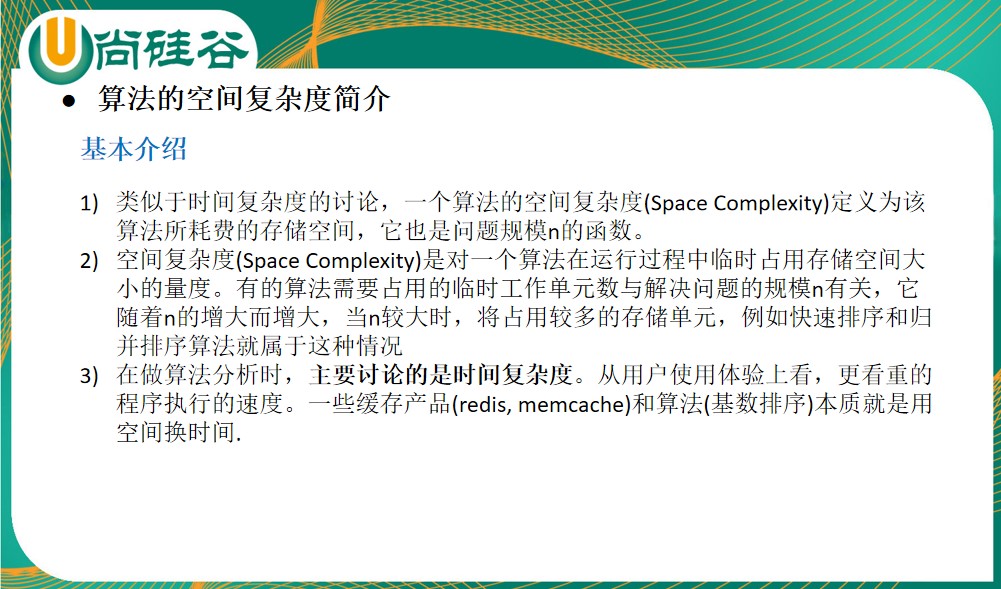 尚硅谷
● 算法的空间复杂度简介
基本介绍
1) 类似于时间复杂度的讨论，一个算法的空间复杂度(Space Complexity)定义为该
算法所耗费的存储空间，它也是问题规模n的函数。
2) 空间复杂度(Space Complexity)是对一个算法在运行过程中临时占用存储空间大
小的量度。有的算法需要占用的临时工作单元数与解决问题的规模n有关，它
随着n的增大而增大，当n较大时，将占用较多的存储单元，例如快速排序和归
并排序算法就属于这种情况
3) 在做算法分析时，主要讨论的是时间复杂度。从用户使用体验上看，更看重的
程序执行的速度。一些缓存产品(redis, memcache)和算法(基数排序)本质就是用
空间换时间.